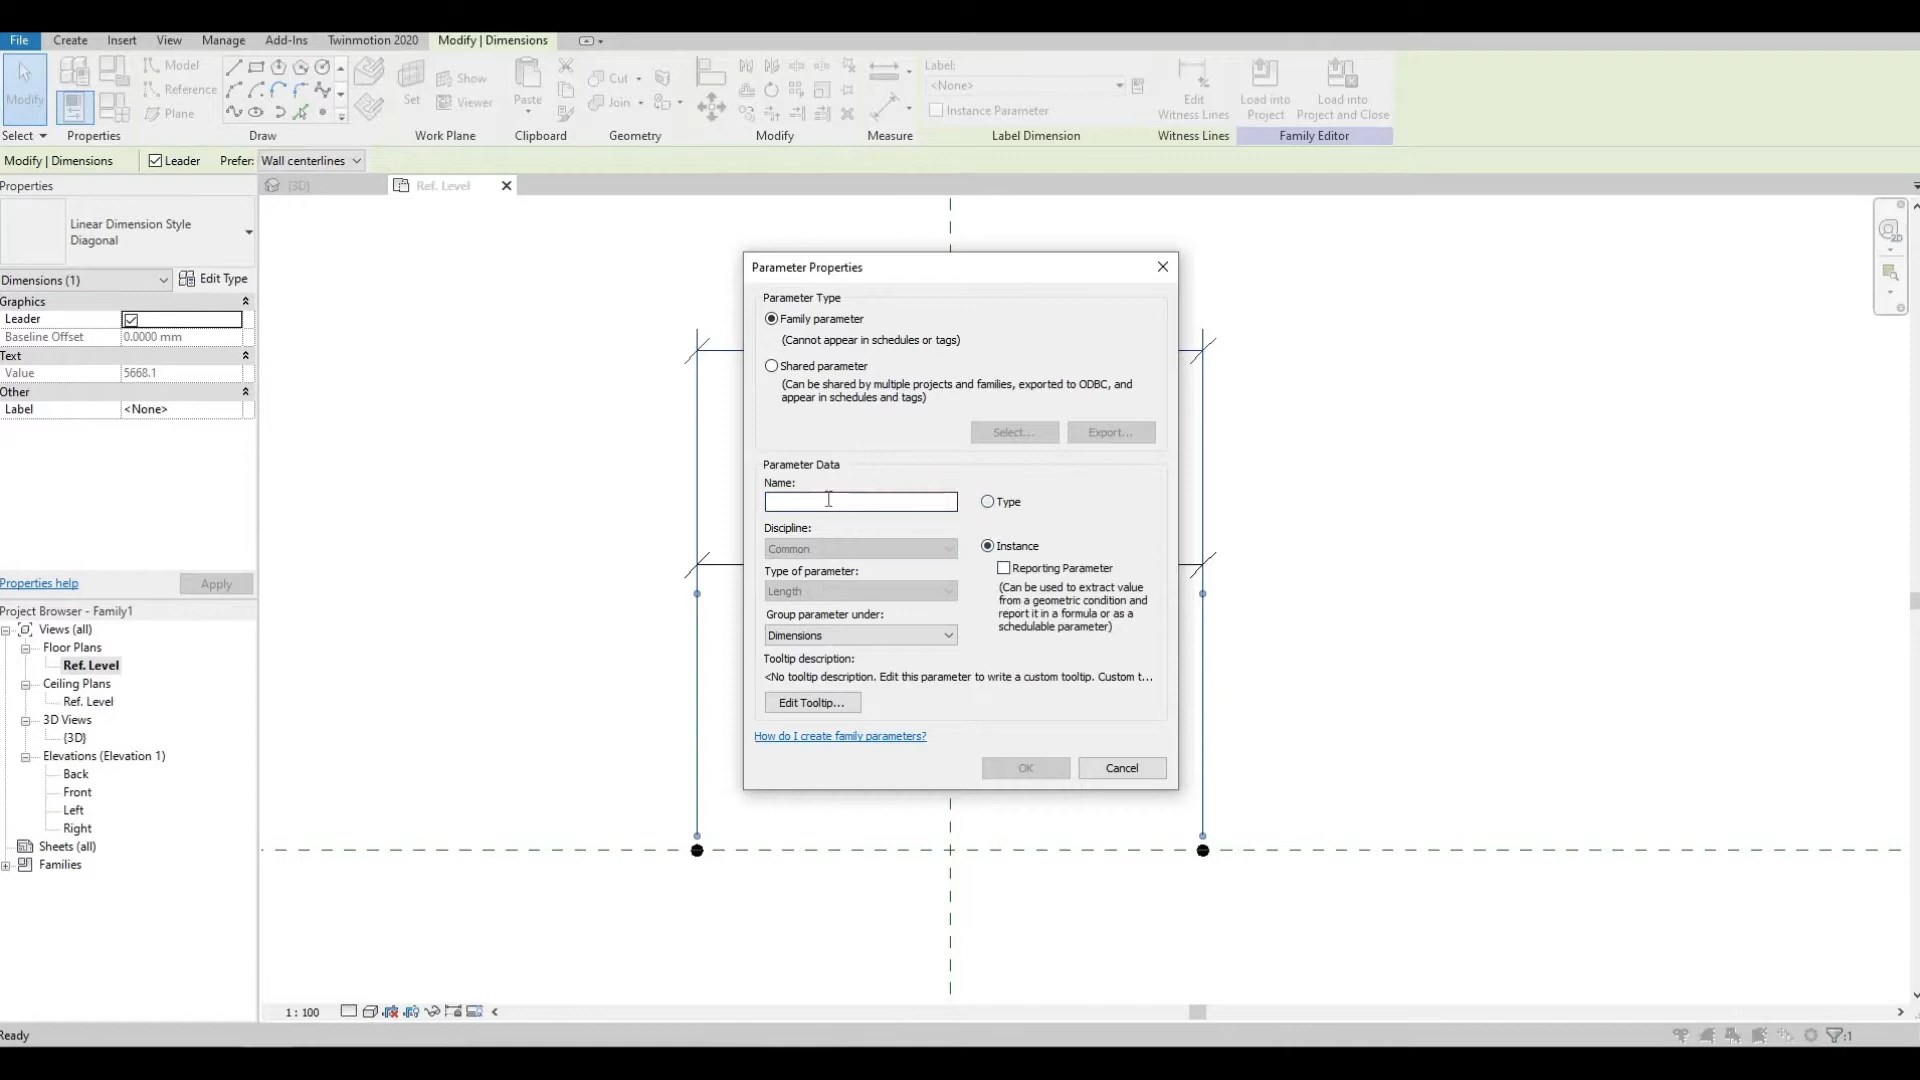 File Create Insert View Manage Add-Ins Twinmotion 2020 Modify | Dimensions
Modify
Model
Reference
Plane
Set
Show
Viewer
Paste
Cut
Join
Label:
<None>
Instance Parameter
Edit
Witness Lines
Load into
Project
Load into
Project and Close
Select Properties Draw Work Plane Clipboard Geometry Modify Measure Label Dimension Witness Lines Family Editor
Modify | Dimensions Leader Prefer: Wall centerlines
Properties
Linear Dimension Style
Diagonal
Dimensions (1) Edit Type
Graphics
Leader
Baseline Offset 0.0000 mm
Text
Value 5668.1
Other
Label <None>
Properties help Apply
Project Browser - Family1
Views (all)
Floor Plans
Ref. Level
Ceiling Plans
Ref. Level
3D Views
{3D}
Elevations (Elevation 1)
Back
Front
Left
Right
Sheets (all)
Families
{3D} Ref. Level
2D
Parameter Properties
Parameter Type
Family parameter
(Cannot appear in schedules or tags)
Shared parameter
(Can be shared by multiple projects and families, exported to ODBC, and
appear in schedules and tags)
Select... Export...
Parameter Data
Name:
Type
Discipline:
Common
Instance
Reporting Parameter
(Can be used to extract value
from a geometric condition and
report it in a formula or as a
schedulable parameter)
Type of parameter:
Length
Group parameter under:
Dimensions
Tooltip description:
<No tooltip description. Edit this parameter to write a custom tooltip. Custom t...
Edit Tooltip...
How do I create family parameters?
OK Cancel
1 : 100
Ready
:1